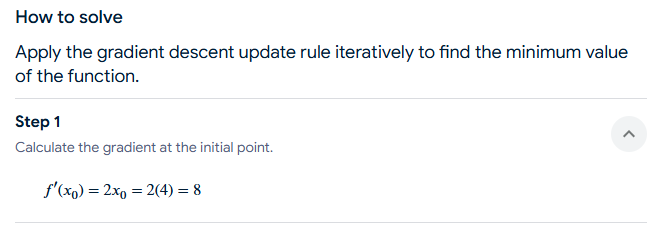 How to solve
Apply the gradient descent update rule iteratively to find the minimum value
of the function.
Step 1
Calculate the gradient at the initial point.
f′(x₀) = 2x₀ = 2(4) = 8